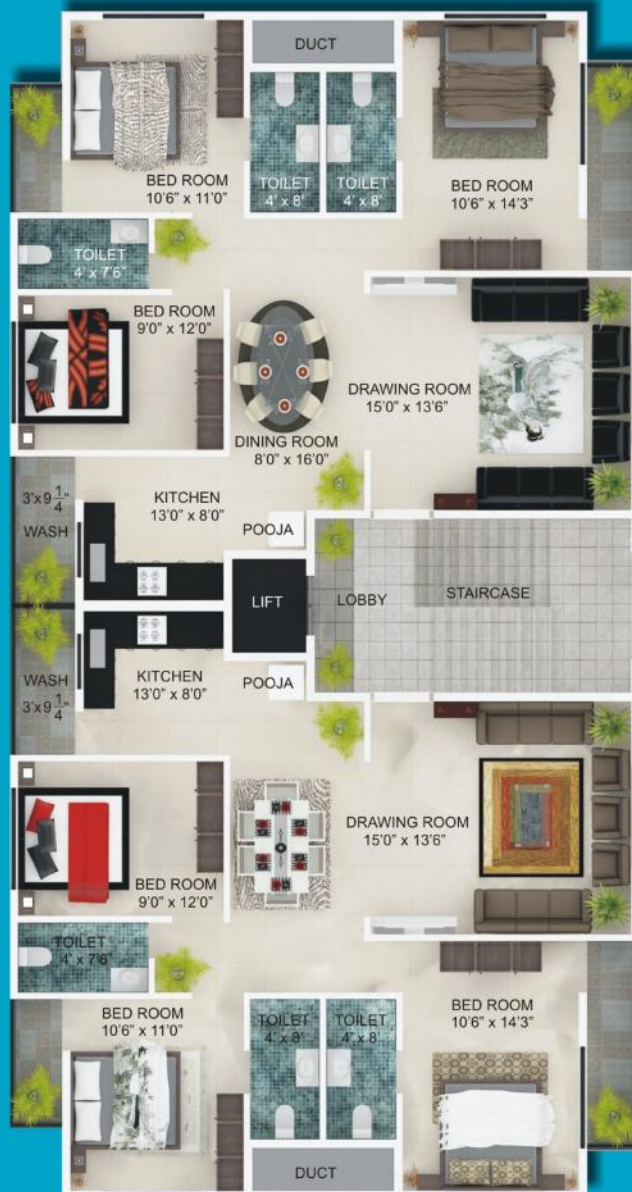 DUCT
BED ROOM
10'6" x 11'0"
TOILET
4' x 8'
TOILET
4' x 8'
BED ROOM
10'6" x 14'3"
TOILET
4' x 7'6"
BED ROOM
9'0" x 12'0"
DRAWING ROOM
15'0" x 13'6"
DINING ROOM
8'0" x 16'0"
3'x9 1/4"
WASH
KITCHEN
13'0" x 8'0"
POOJA
LIFT
LOBBY
STAIRCASE
KITCHEN
13'0" x 8'0"
POOJA
WASH
3'x9 1/4"
DRAWING ROOM
15'0" x 13'6"
BED ROOM
9'0" x 12'0"
TOILET
4' x 7'6"
BED ROOM
10'6" x 11'0"
TOILET
4' x 8'
TOILET
4' x 8'
BED ROOM
10'6" x 14'3"
DUCT